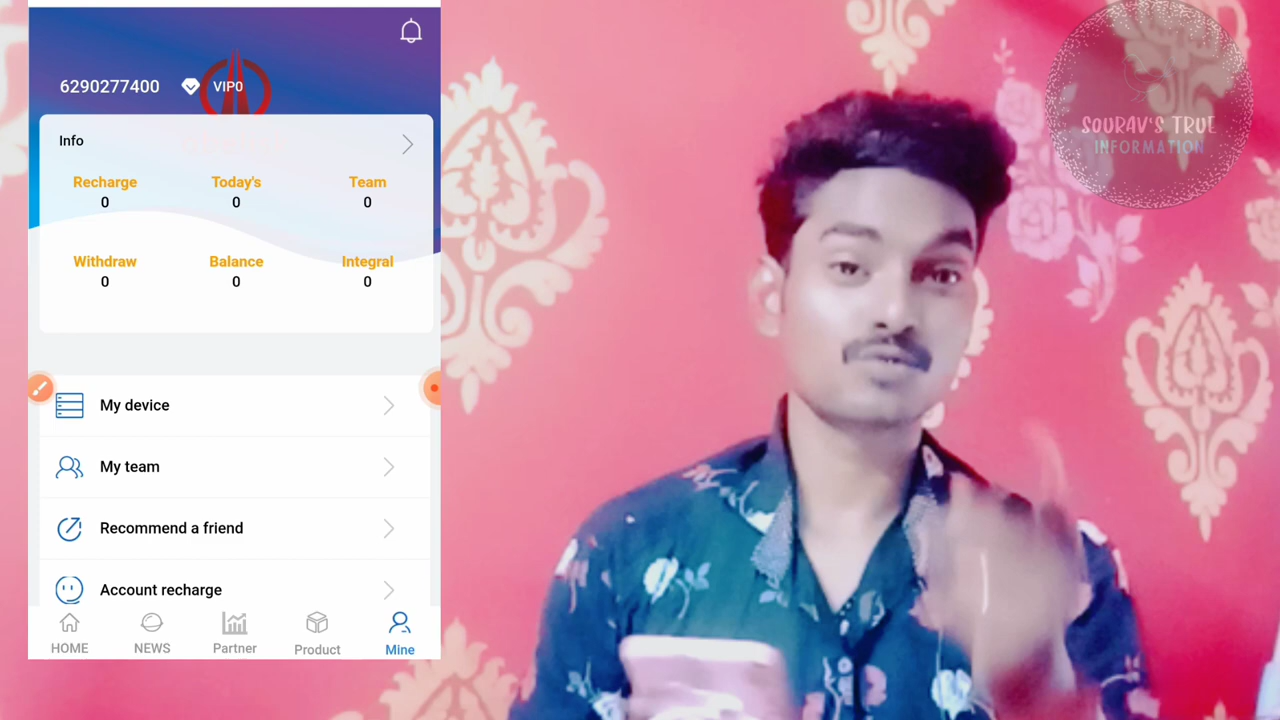 6290277400
VIP0
Info
Recharge Today's Team
0 0 0
Withdraw Balance Integral
0 0 0
My device
My team
Recommend a friend
Account recharge
HOME NEWS Partner Product Mine
SOURAV'S TRUE
INFORMATION